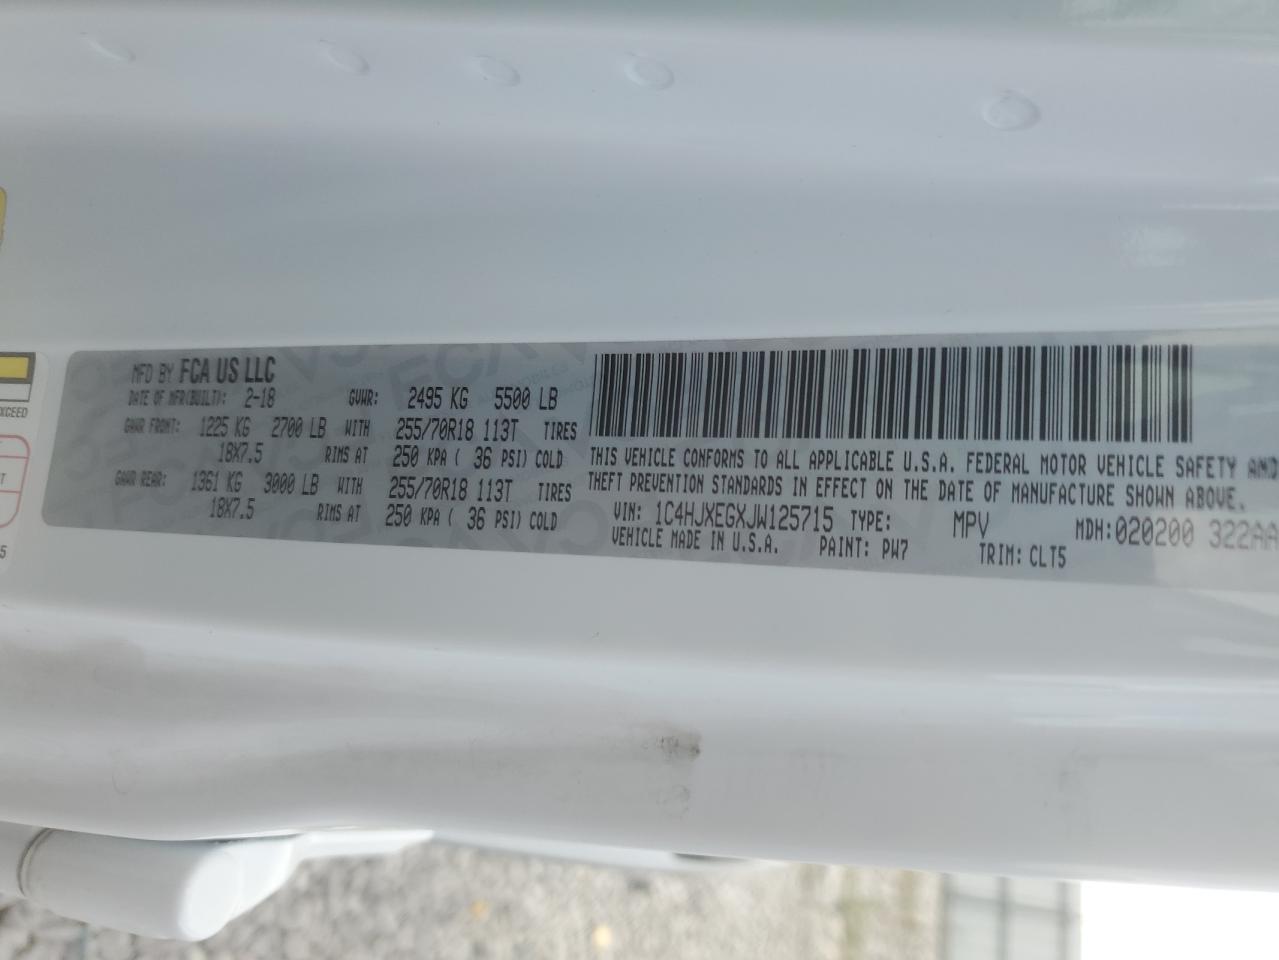 MFD BY FCA US LLC
DATE OF MFR(BUILT): 2-18 GVWR: 2495 KG 5500 LB
GAWR FRONT: 1225 KG 2700 LB WITH 255/70R18 113T TIRES
18X7.5 RIMS AT 250 KPA ( 36 PSI) COLD
GAWR REAR: 1361 KG 3000 LB WITH 255/70R18 113T TIRES
18X7.5 RIMS AT 250 KPA ( 36 PSI) COLD
THIS VEHICLE CONFORMS TO ALL APPLICABLE U.S.A. FEDERAL MOTOR VEHICLE SAFETY AND
THEFT PREVENTION STANDARDS IN EFFECT ON THE DATE OF MANUFACTURE SHOWN ABOVE.
VIN: 1C4HJXEGXJW125715 TYPE: MPV MDH:020200 322AA
VEHICLE MADE IN U.S.A. PAINT: PW7 TRIM: CLT5
XCEED